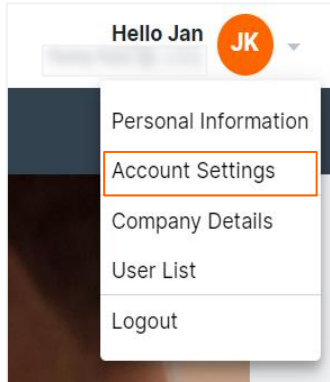 Hello Jan
JK
Personal Information
Account Settings
Company Details
User List
Logout